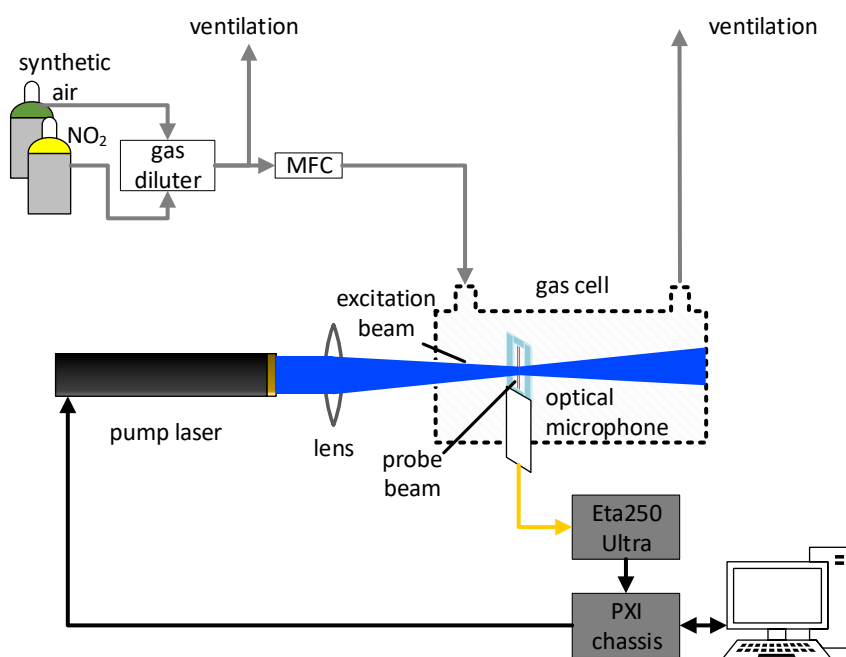 ventilation
ventilation
synthetic
air
NO₂
gas
diluter
MFC
gas cell
excitation
beam
optical
microphone
pump laser
lens
probe
beam
Eta250
Ultra
PXI
chassis